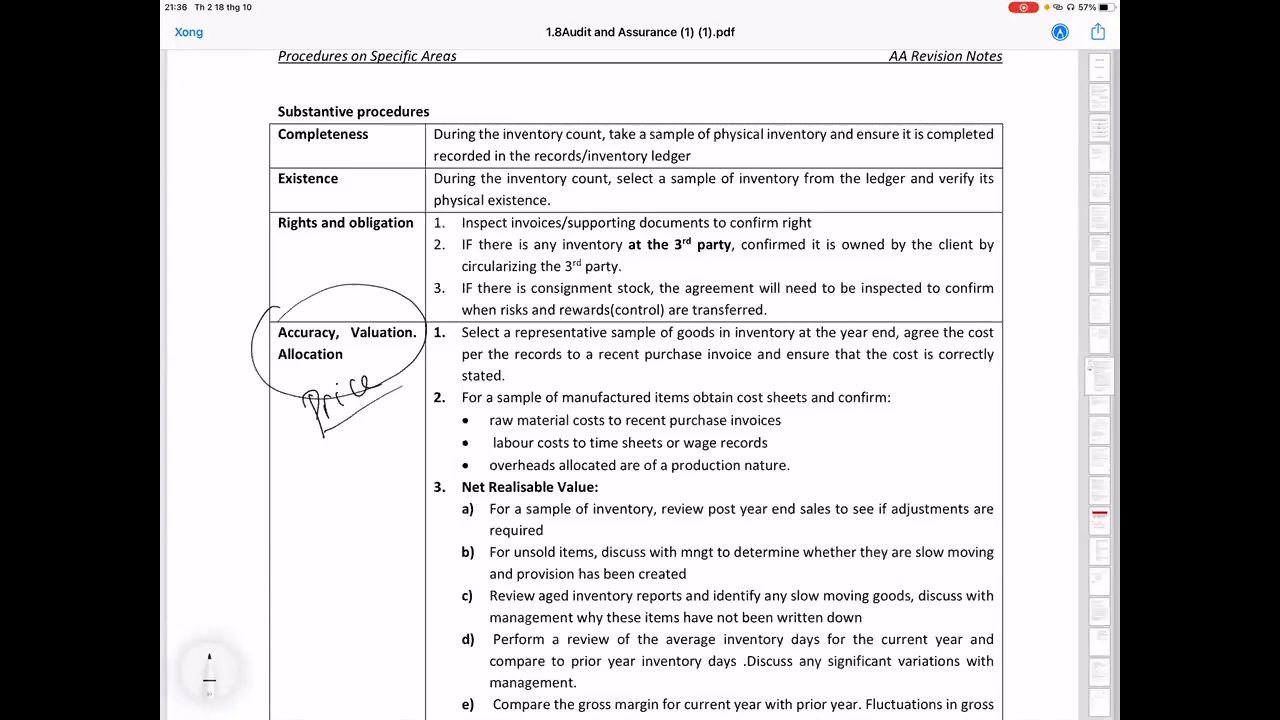 21:36 Th 2 18 thg 10
57%
Xong
1.8Audit and Assurance (1) (1).pdf
Procedures on Specific Areas
AA Revision Notes
Substantive procedures
Completeness
During the inventory count, take a sample of physical inventory and ensure it is completed
recorded in the records/inventory ledger
Existence
During the inventory count, select a sample of inventory from the ledger and verify its
physical existence.
Rights and obligation
1. Inspect invoice/supporting documents to confirm right
2. IF there is any inventory at the 3rd party, confirmed it is owned by the client by
circularizing the 3rd party.
3. IF there is consignment stock, the agreement will need to be inspected to confirm
when risks and rewards(control) are transferred.
Accuracy, Valuation.
Allocation
Price
1. Select a representative sample of goods in inventory at the year end, agree the cost
per the records to a recent purchase invoice and ensure that the cost is correctly
stated.
2. For a sample of manufactured items obtain cost sheets and confirm:
• raw material costs to recent purchase invoices
• labour costs to time sheets or wage records
• overheads allocated are of a production nature.
3. Net Realisable Value:
a) For a sample of inventory, review post year end sales to see if adjustments are
required
b) For unsold items, discuss with mngt to determine whether they are slow moving
and provision has been created
c) Review aged inventory reports and identify any slow moving goods, discuss with
management why these items have not been written down
d) Perform a review of the average inventory days for the current year and
compare to prior year inventory days .Discuss any significant variations with
management.
e) Compare the gross margin for current year with prior year. Fluctuations in gross